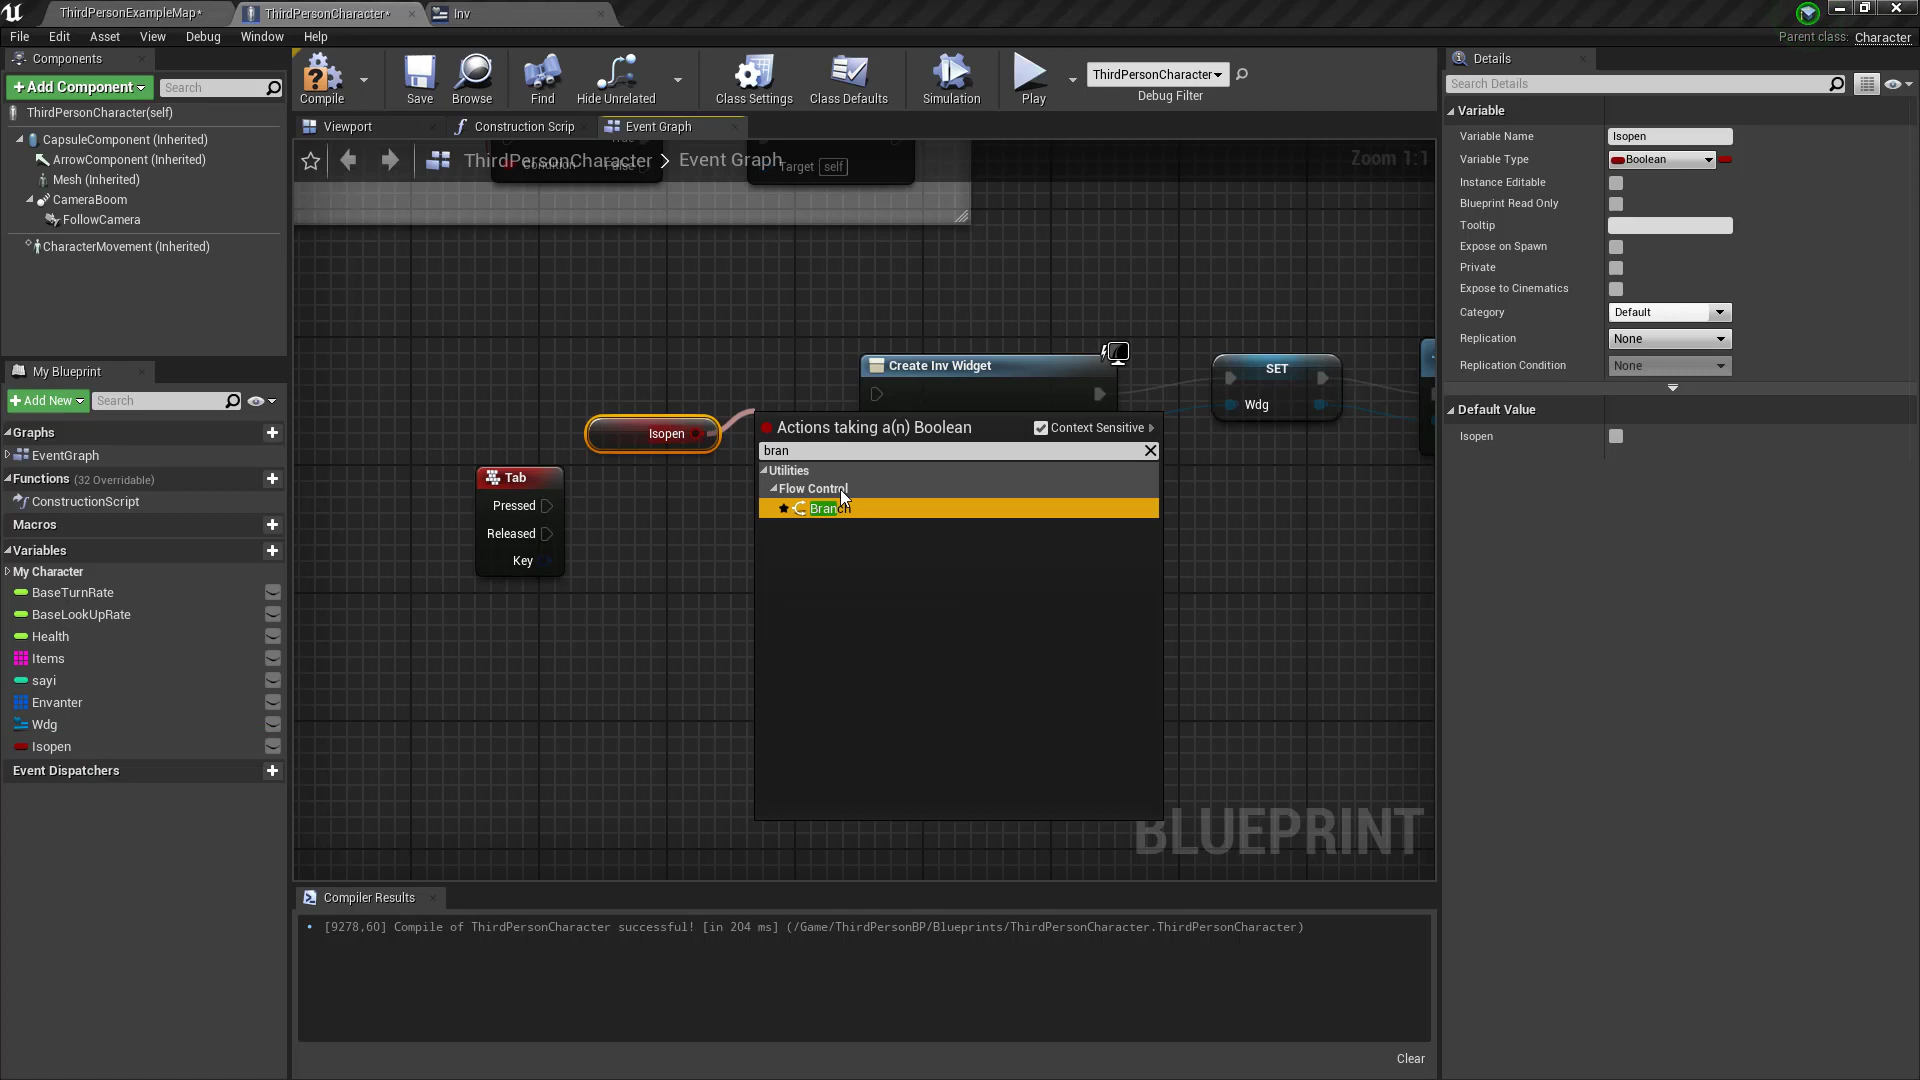 ThirdPersonExampleMap*
ThirdPersonCharacter*
Inv
File Edit Asset View Debug Window Help
Parent class: Character
Components
+Add Component
Search
ThirdPersonCharacter(self)
CapsuleComponent (Inherited)
ArrowComponent (Inherited)
Mesh (Inherited)
CameraBoom
FollowCamera
CharacterMovement (Inherited)
My Blueprint
+Add New
Search
Graphs
EventGraph
Functions (32 Overridable)
ConstructionScript
Macros
Variables
My Character
BaseTurnRate
BaseLookUpRate
Health
Items
sayi
Envanter
Wdg
Isopen
Event Dispatchers
Compile
Save
Browse
Find
Hide Unrelated
Class Settings
Class Defaults
Simulation
Play
ThirdPersonCharacter
Debug Filter
Viewport
Construction Scrip
Event Graph
ThirdPersonCharacter > Event Graph
Zoom 1:1
Condition
False
Target self
Create Inv Widget
SET
Wdg
Isopen
Tab
Pressed
Released
Key
Actions taking a(n) Boolean
Context Sensitive
bran
Utilities
Flow Control
Branch
BLUEPRINT
Compiler Results
[9278,60] Compile of ThirdPersonCharacter successful! [in 204 ms] (/Game/ThirdPersonBP/Blueprints/ThirdPersonCharacter.ThirdPersonCharacter)
Clear
Details
Search Details
Variable
Variable Name Isopen
Variable Type Boolean
Instance Editable
Blueprint Read Only
Tooltip
Expose on Spawn
Private
Expose to Cinematics
Category Default
Replication None
Replication Condition None
Default Value
Isopen